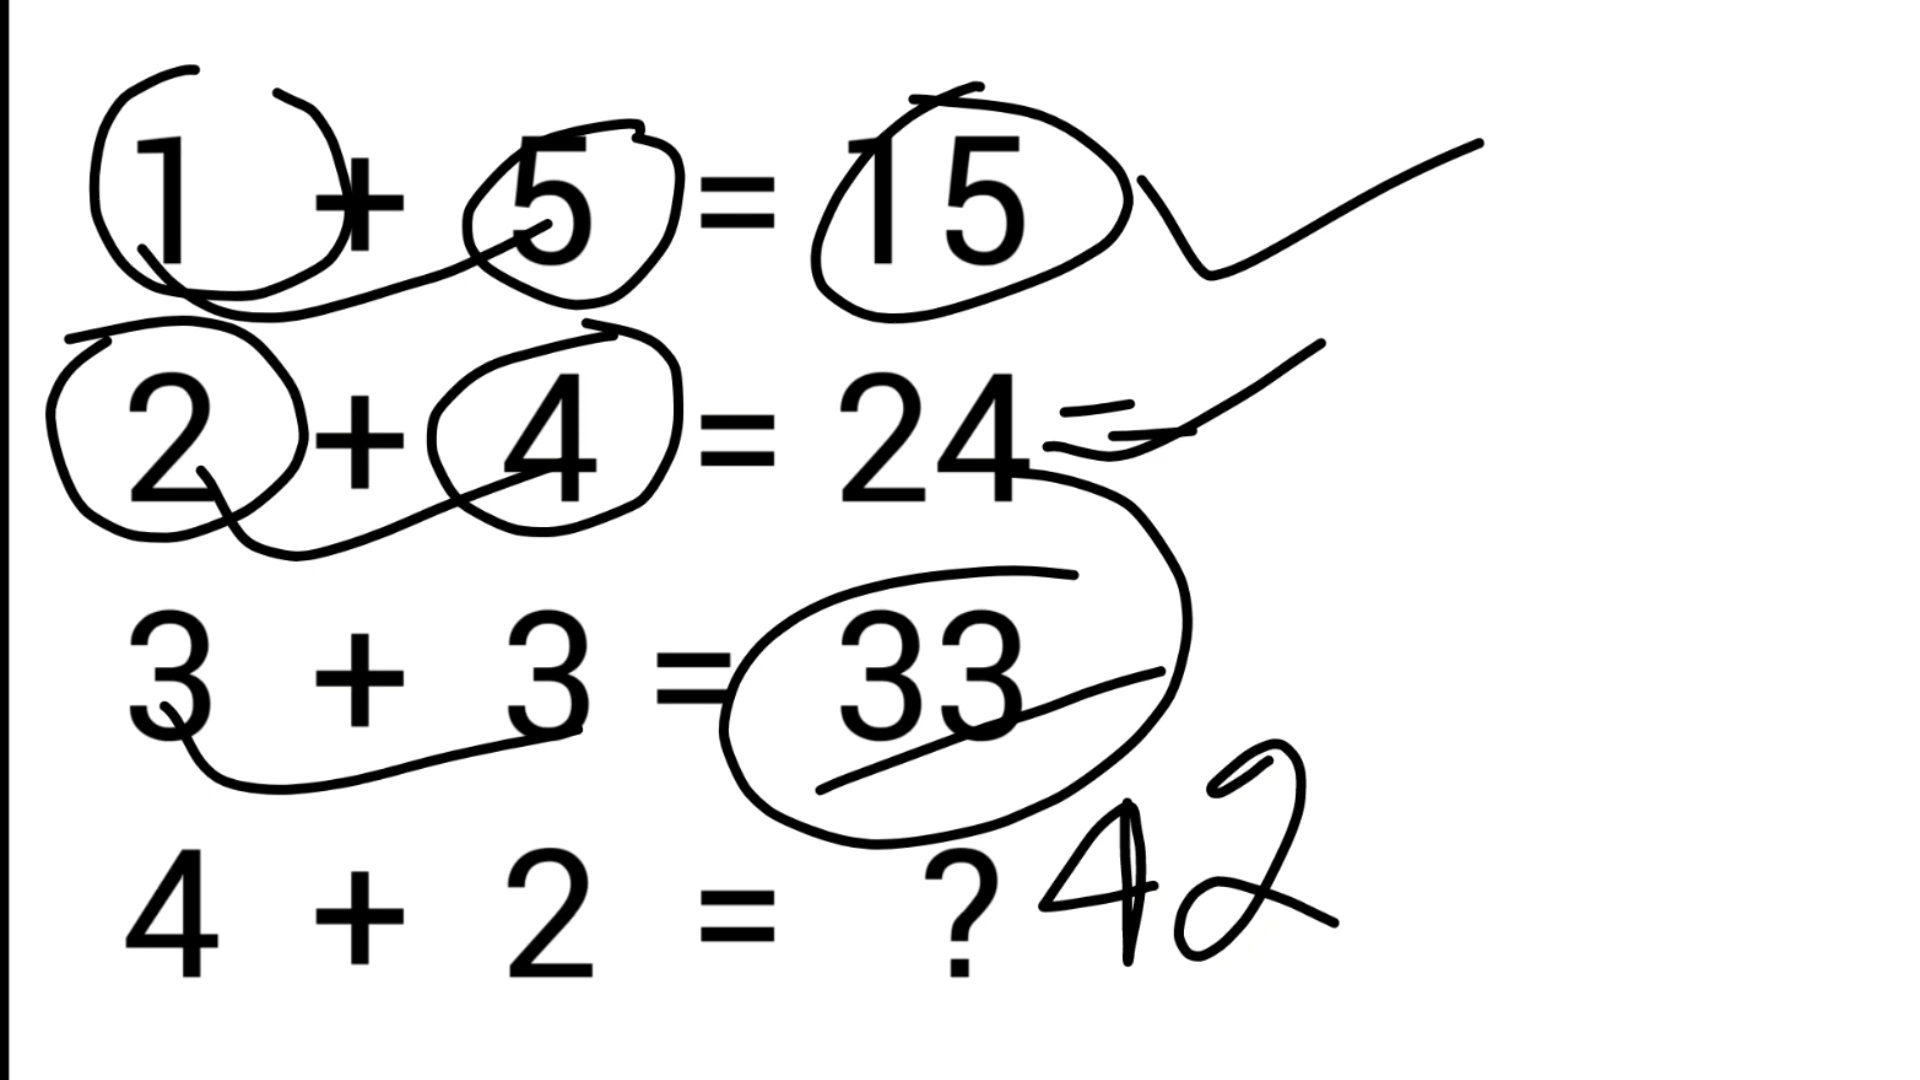 1 + 5 = 15
2 + 4 = 24
3 + 3 = 33
4 + 2 = ? 42